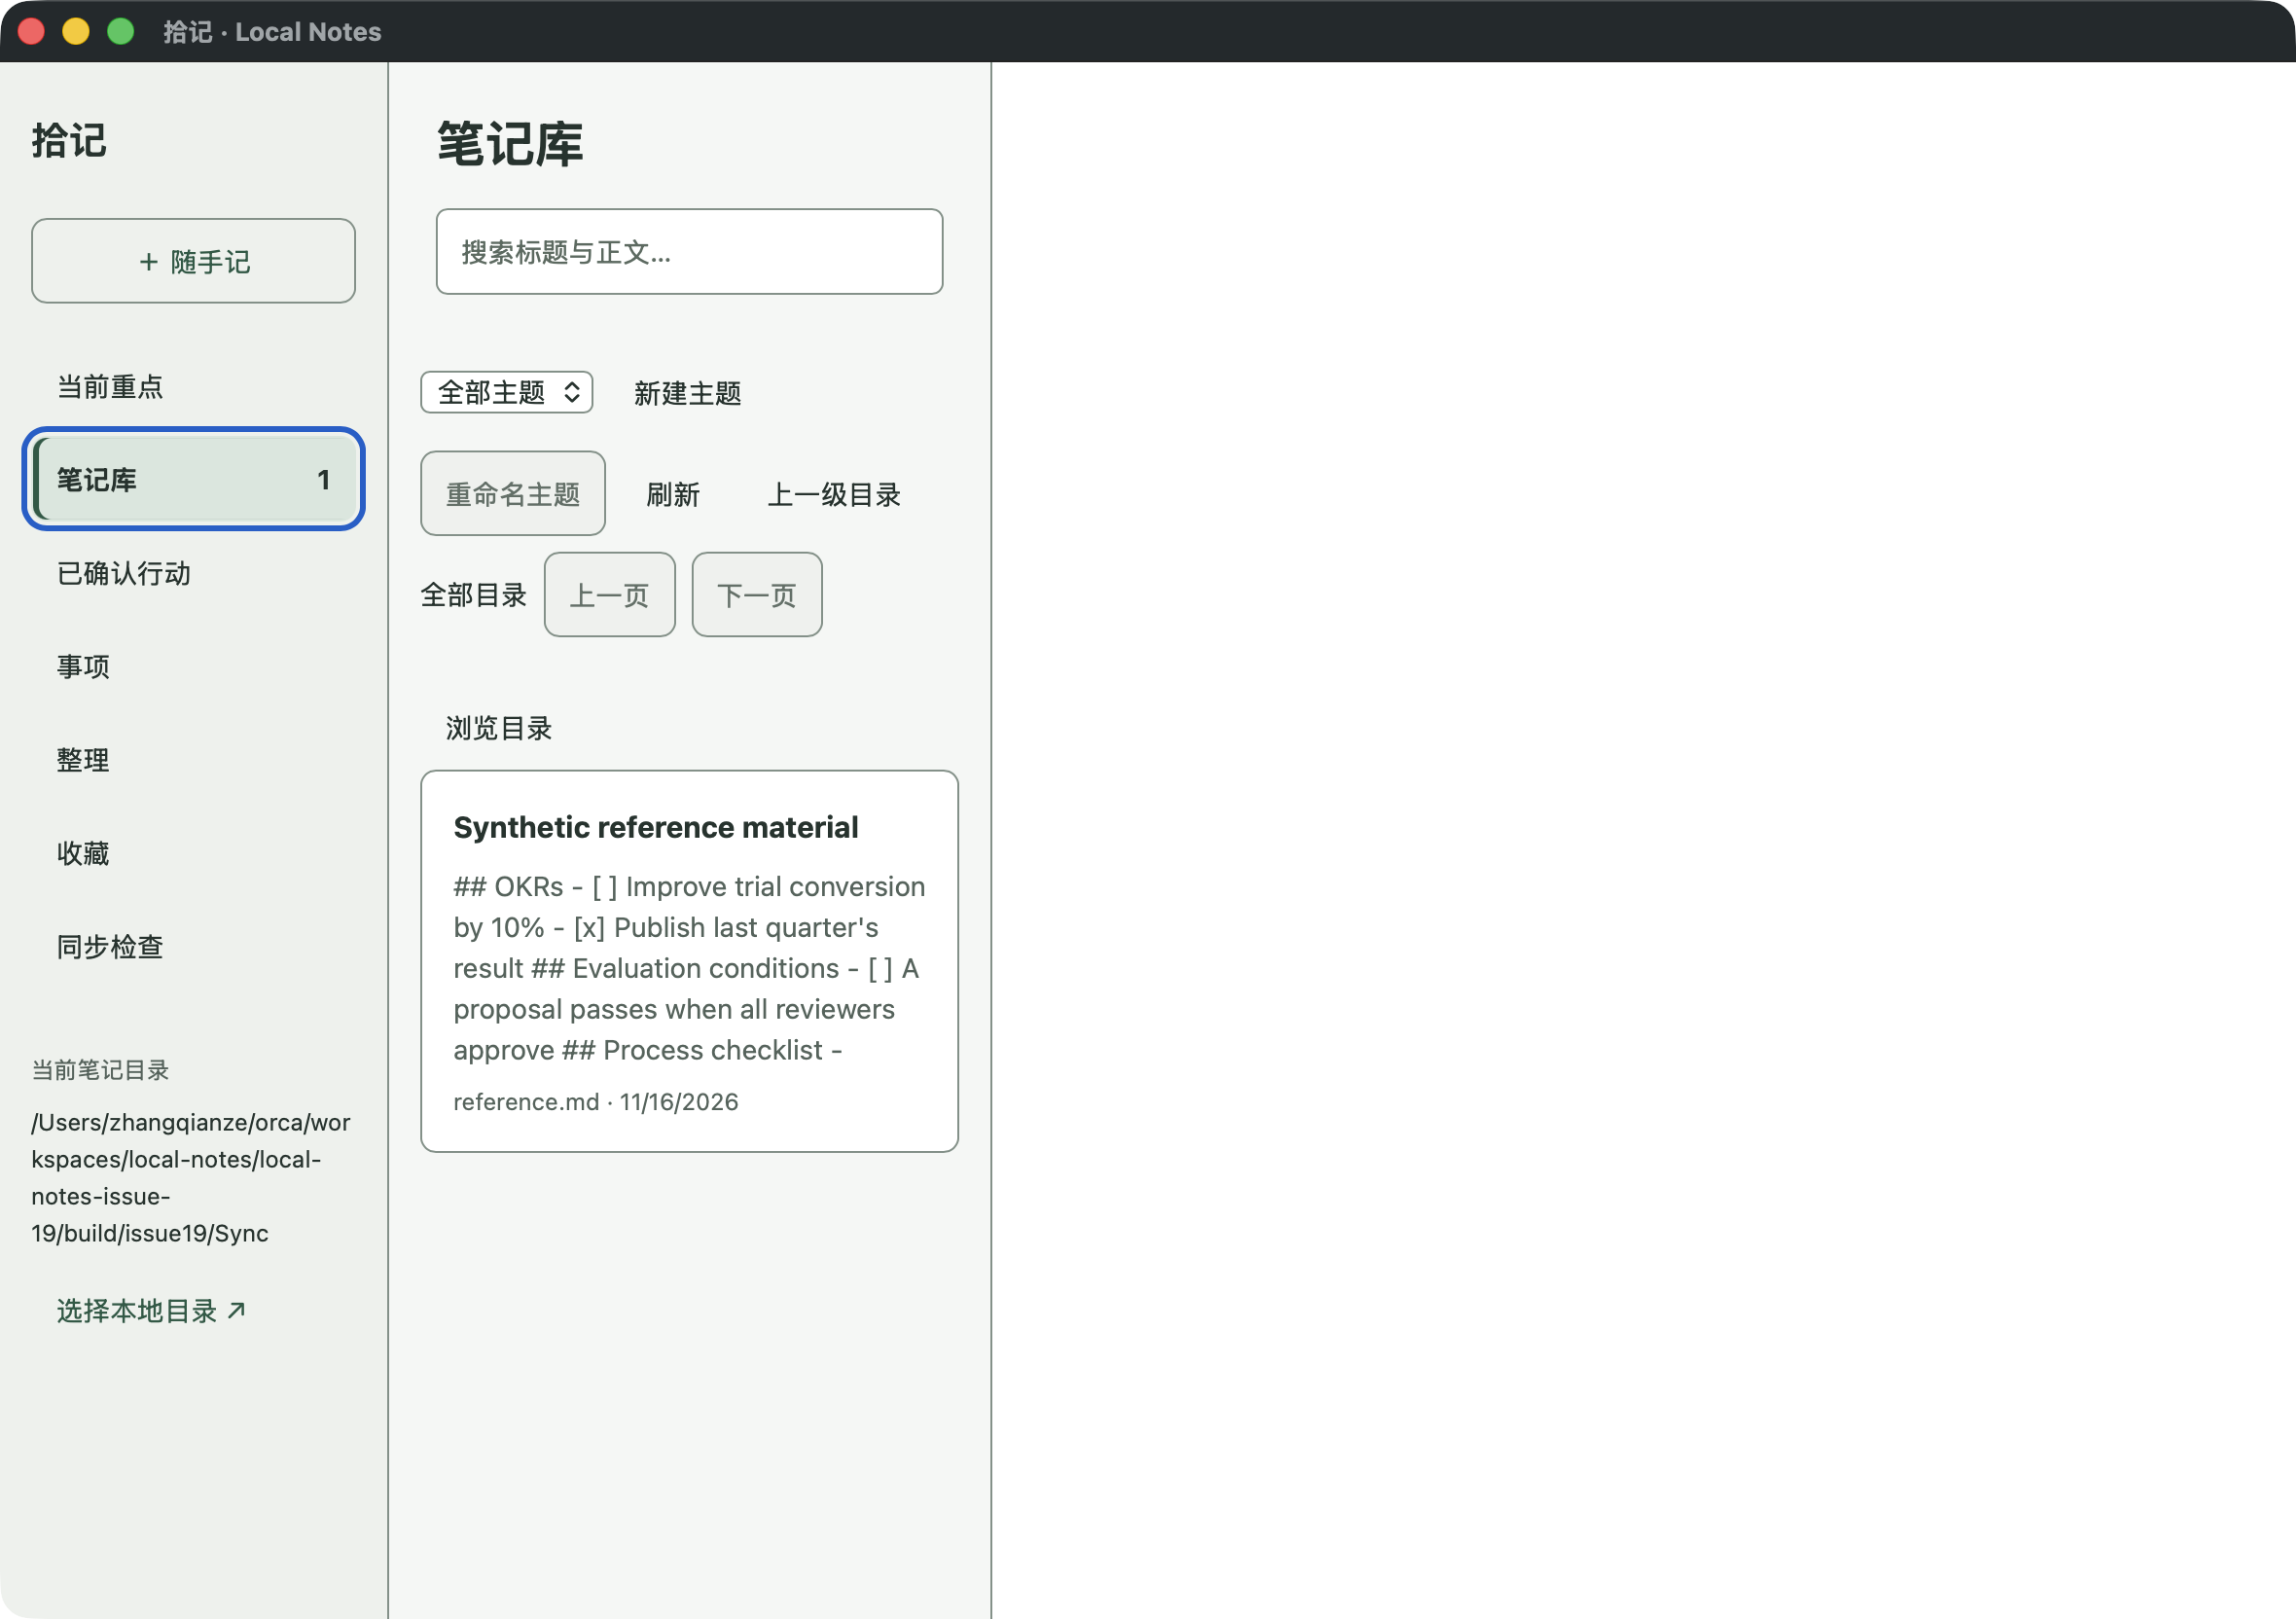 拾记 · Local Notes
拾记
+ 随手记
当前重点
笔记库 1
已确认行动
事项
整理
收藏
同步检查
当前笔记目录
/Users/zhangqianze/orca/wor
kspaces/local-notes/local-
notes-issue-
19/build/issue19/Sync
选择本地目录 ↗
笔记库
搜索标题与正文...
全部主题 新建主题
重命名主题 刷新 上一级目录
全部目录 上一页 下一页
浏览目录
Synthetic reference material
## OKRs - [ ] Improve trial conversion
by 10% - [x] Publish last quarter's
result ## Evaluation conditions - [ ] A
proposal passes when all reviewers
approve ## Process checklist -
reference.md · 11/16/2026